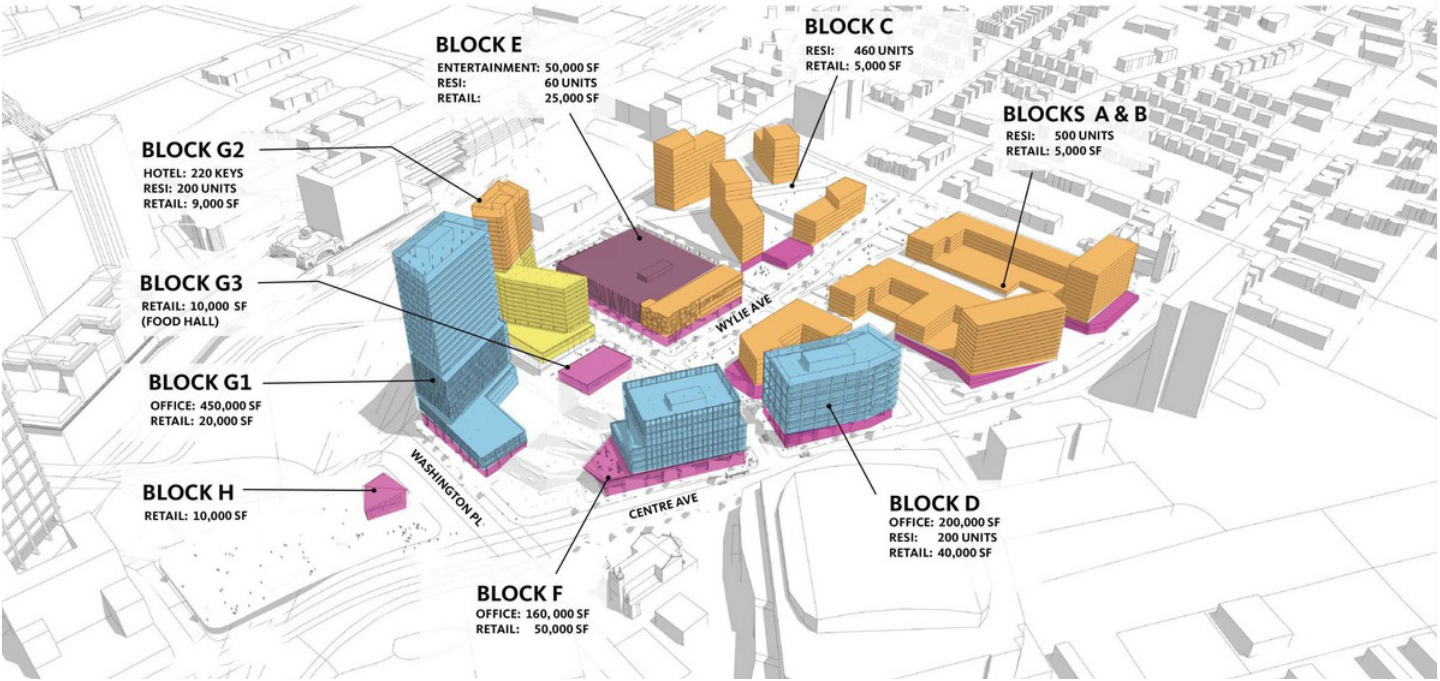 BLOCK E
ENTERTAINMENT: 50,000 SF
RESI: 60 UNITS
RETAIL: 25,000 SF
BLOCK C
RESI: 460 UNITS
RETAIL: 5,000 SF
BLOCKS A & B
RESI: 500 UNITS
RETAIL: 5,000 SF
BLOCK G2
HOTEL: 220 KEYS
RESI: 200 UNITS
RETAIL: 9,000 SF
BLOCK G3
RETAIL: 10,000 SF
(FOOD HALL)
WYLIE AVE
BLOCK G1
OFFICE: 450,000 SF
RETAIL: 20,000 SF
BLOCK H
RETAIL: 10,000 SF
WASHINGTON PL
CENTRE AVE
BLOCK D
OFFICE: 200,000 SF
RESI: 200 UNITS
RETAIL: 40,000 SF
BLOCK F
OFFICE: 160, 000 SF
RETAIL: 50,000 SF